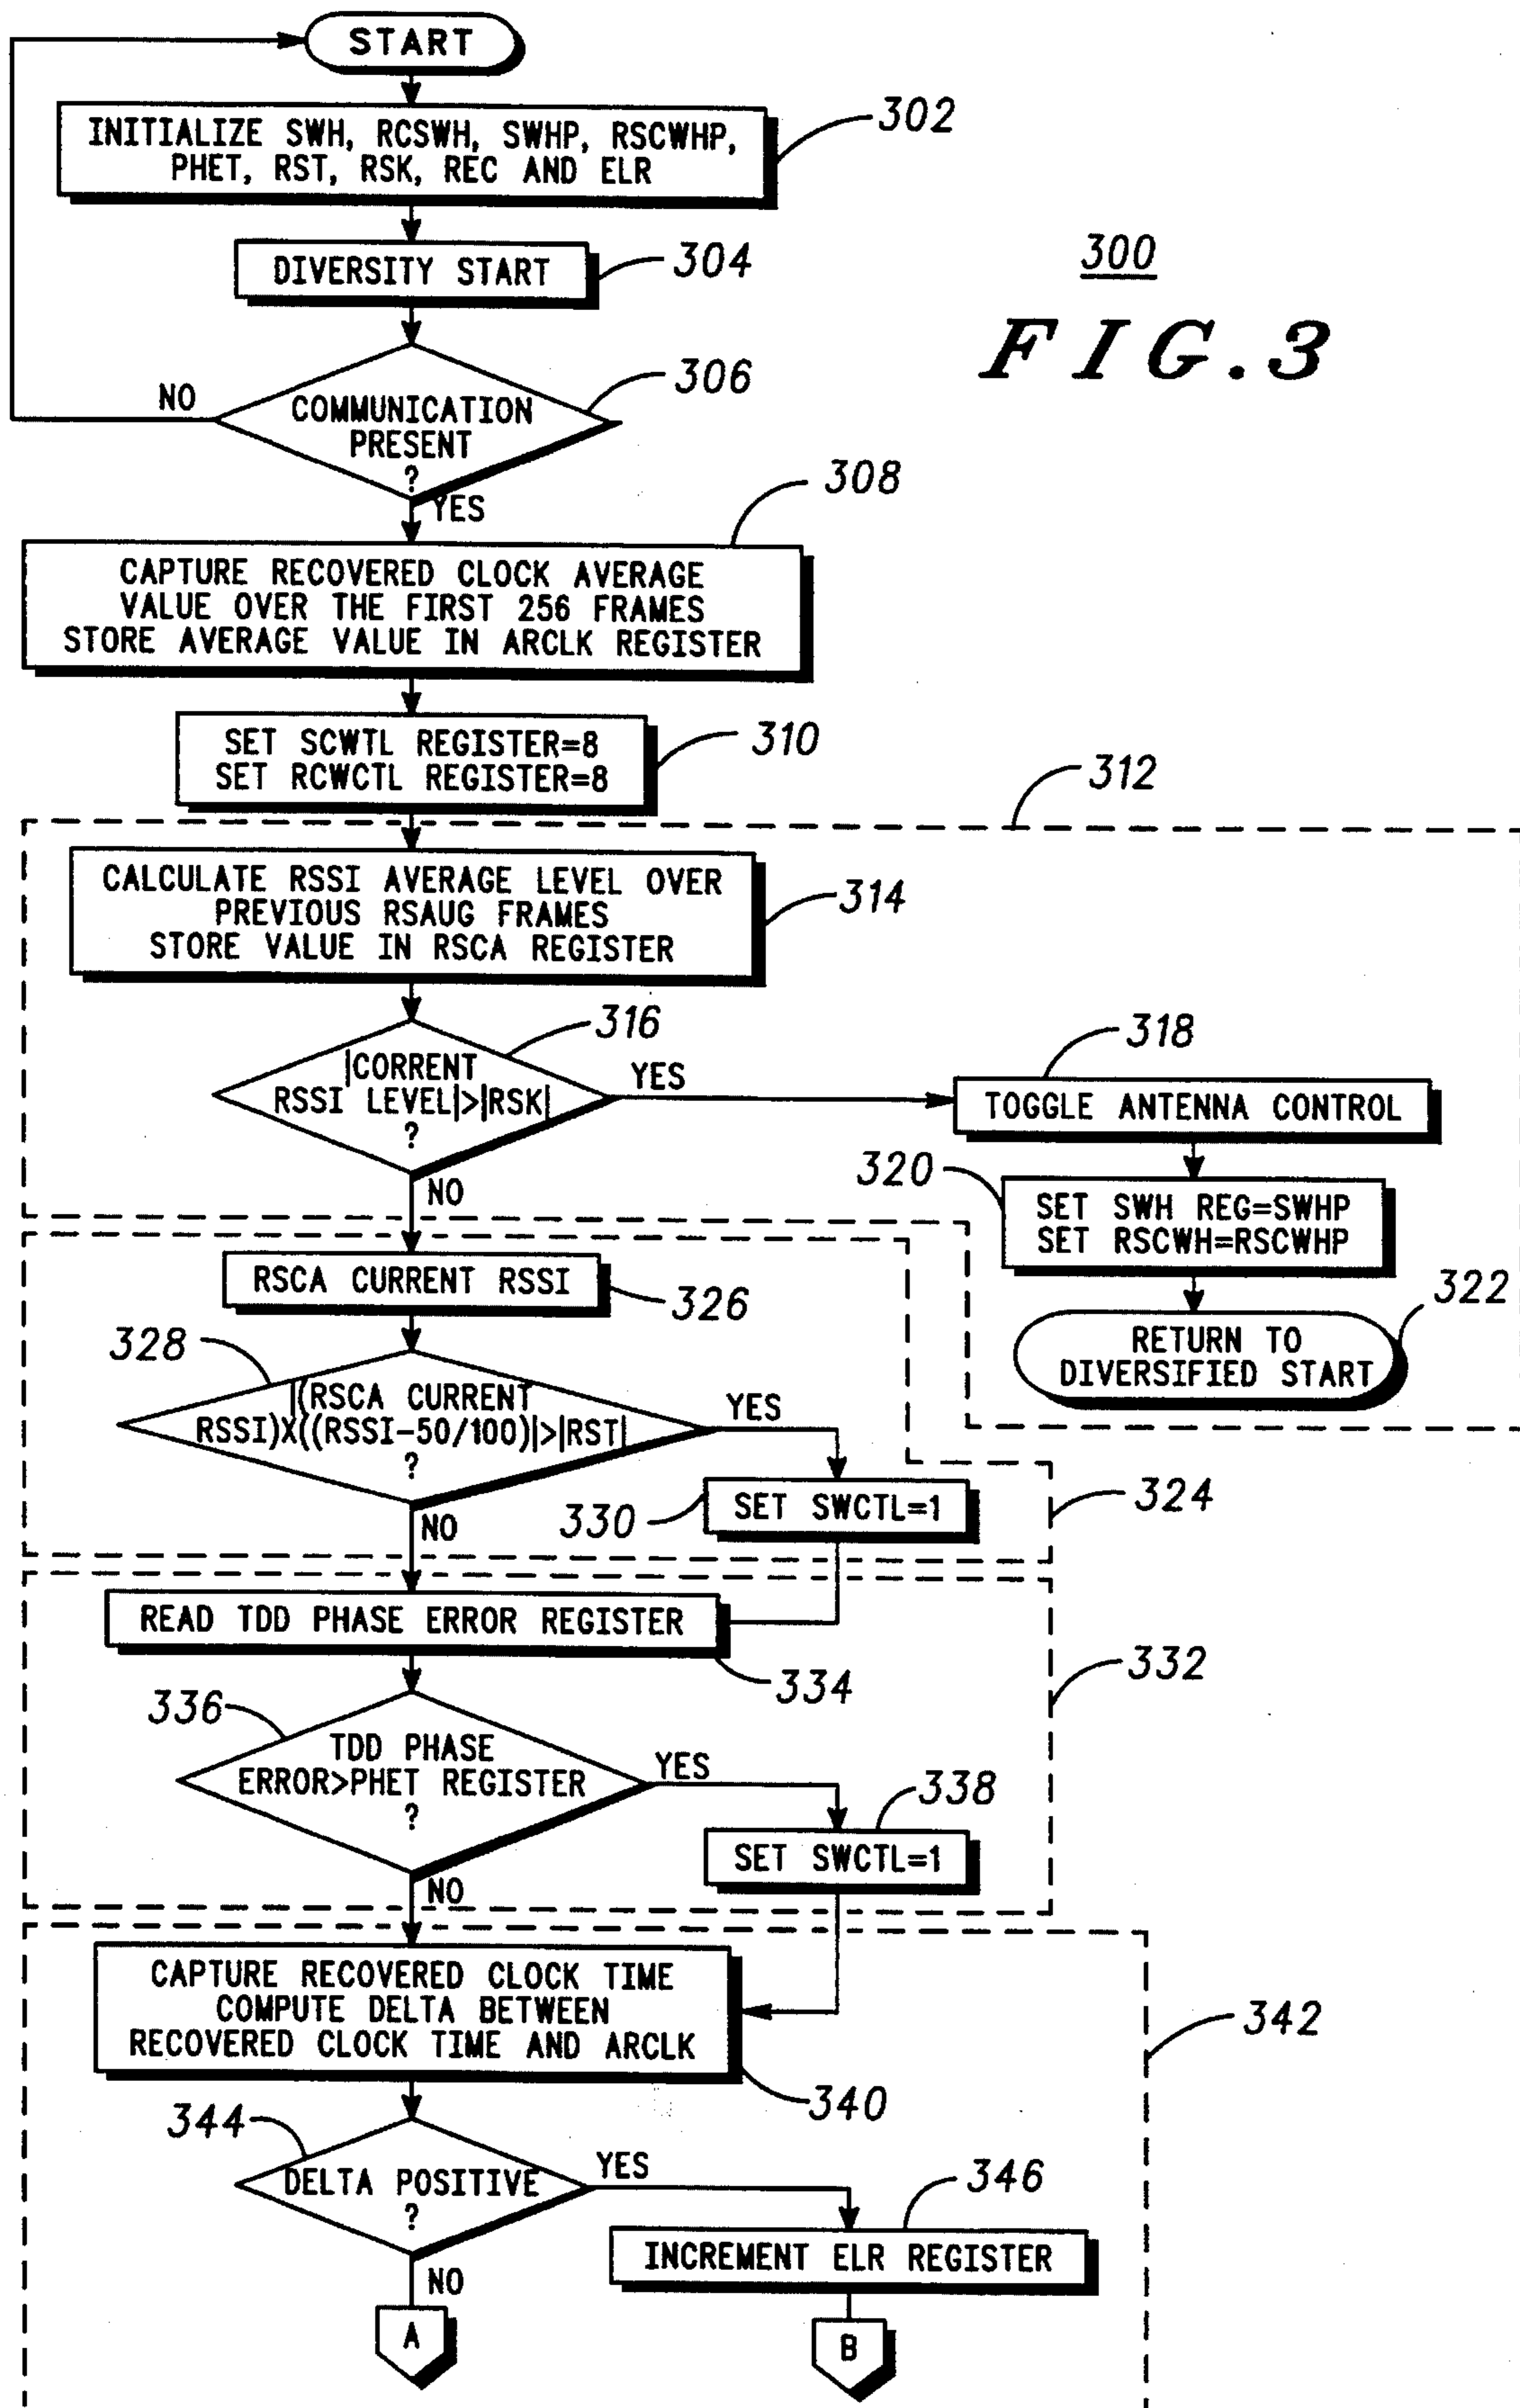 START
INITIALIZE SWH, RCSWH, SWHP, RSCWHP,
PHET, RST, RSK, REC AND ELR
302
DIVERSITY START
304
300
FIG.3
COMMUNICATION
PRESENT
?
306
NO
YES
308
CAPTURE RECOVERED CLOCK AVERAGE
VALUE OVER THE FIRST 256 FRAMES
STORE AVERAGE VALUE IN ARCLK REGISTER
SET SCWTL REGISTER=8
SET RCWCTL REGISTER=8
310
312
CALCULATE RSSI AVERAGE LEVEL OVER
PREVIOUS RSAUG FRAMES
STORE VALUE IN RSCA REGISTER
314
316
|CORRENT
RSSI LEVEL|>|RSK|
?
YES
NO
318
TOGGLE ANTENNA CONTROL
320
SET SWH REG=SWHP
SET RSCWH=RSCWHP
322
RETURN TO
DIVERSIFIED START
RSCA CURRENT RSSI
326
328
|(RSCA CURRENT
RSSI)X((RSSI-50/100)|>|RST|
?
YES
NO
330
SET SWCTL=1
324
READ TDD PHASE ERROR REGISTER
334
332
336
TDD PHASE
ERROR>PHET REGISTER
?
YES
NO
338
SET SWCTL=1
CAPTURE RECOVERED CLOCK TIME
COMPUTE DELTA BETWEEN
RECOVERED CLOCK TIME AND ARCLK
340
342
344
DELTA POSITIVE
?
YES
NO
346
INCREMENT ELR REGISTER
A
B